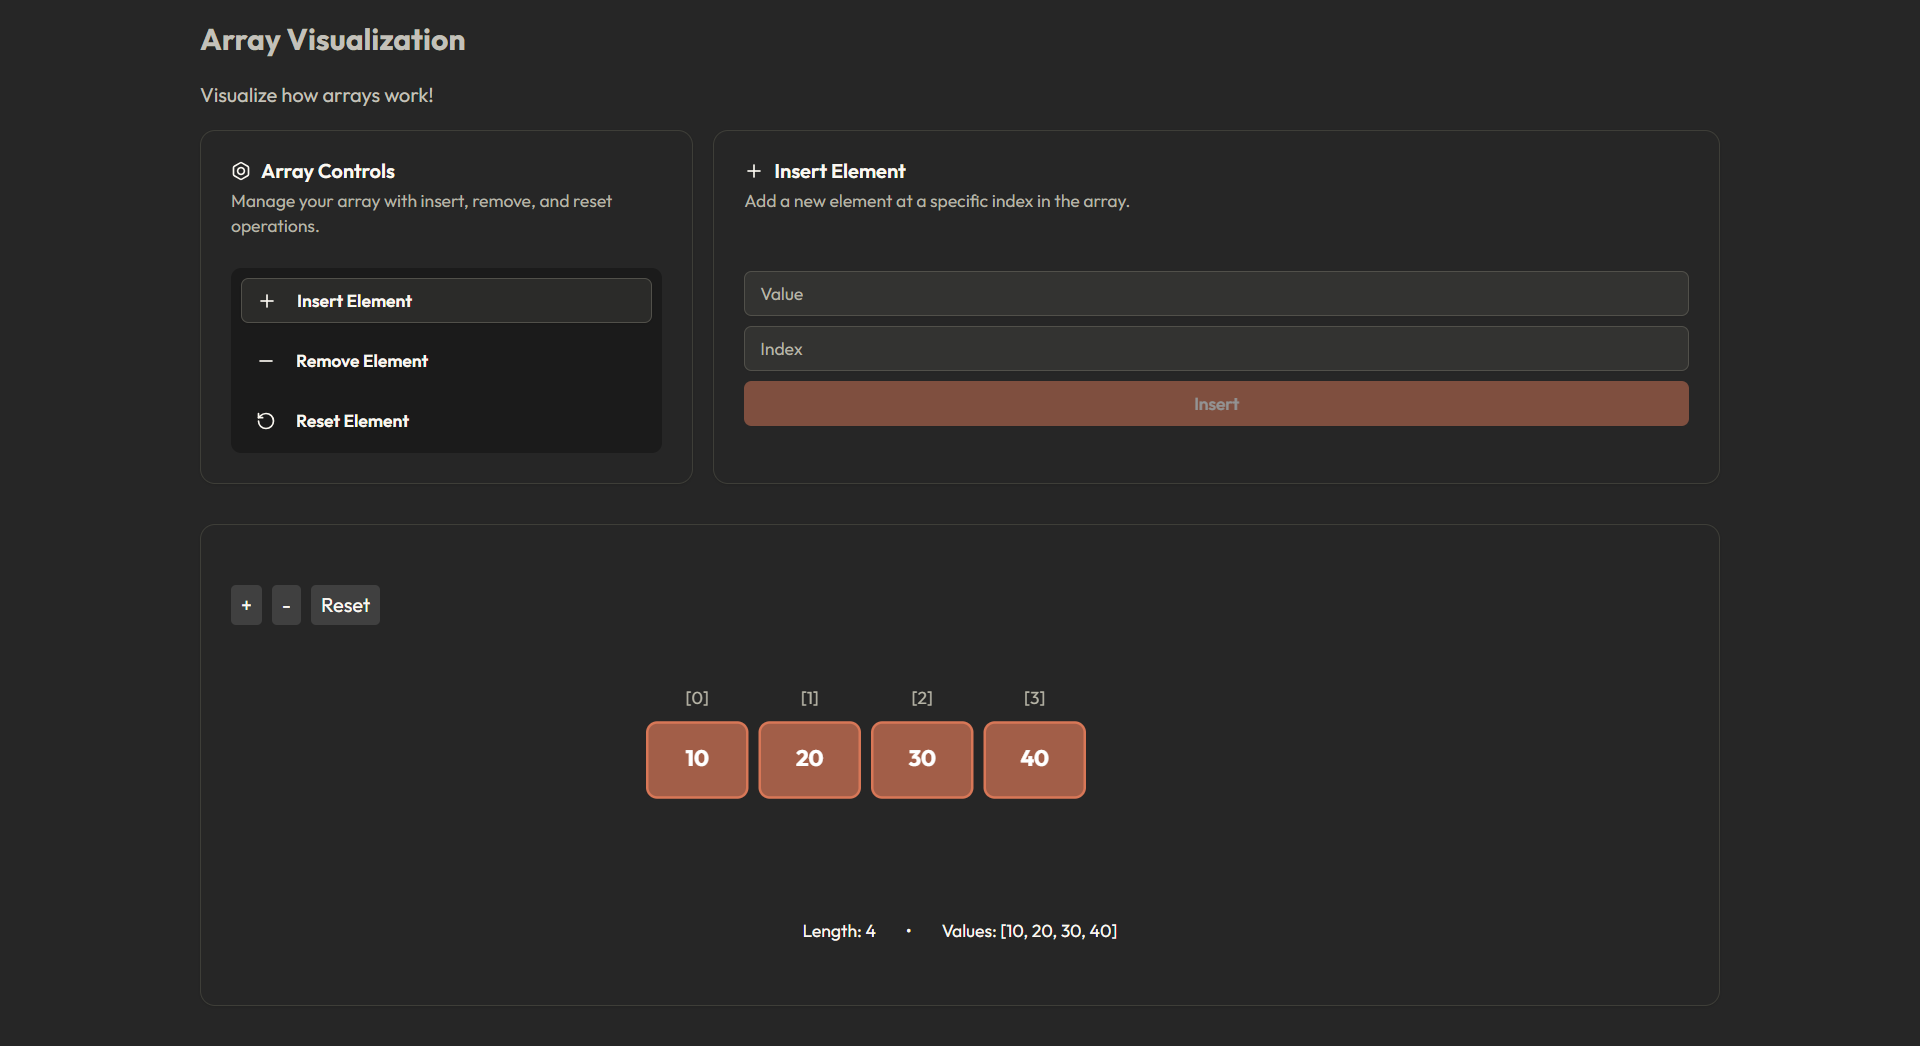 Array Visualization
Visualize how arrays work!
Array Controls
Manage your array with insert, remove, and reset
operations.
+ Insert Element
− Remove Element
Reset Element
+ Insert Element
Add a new element at a specific index in the array.
Value
Index
Insert
+ - Reset
[0] [1] [2] [3]
10 20 30 40
Length: 4 • Values: [10, 20, 30, 40]